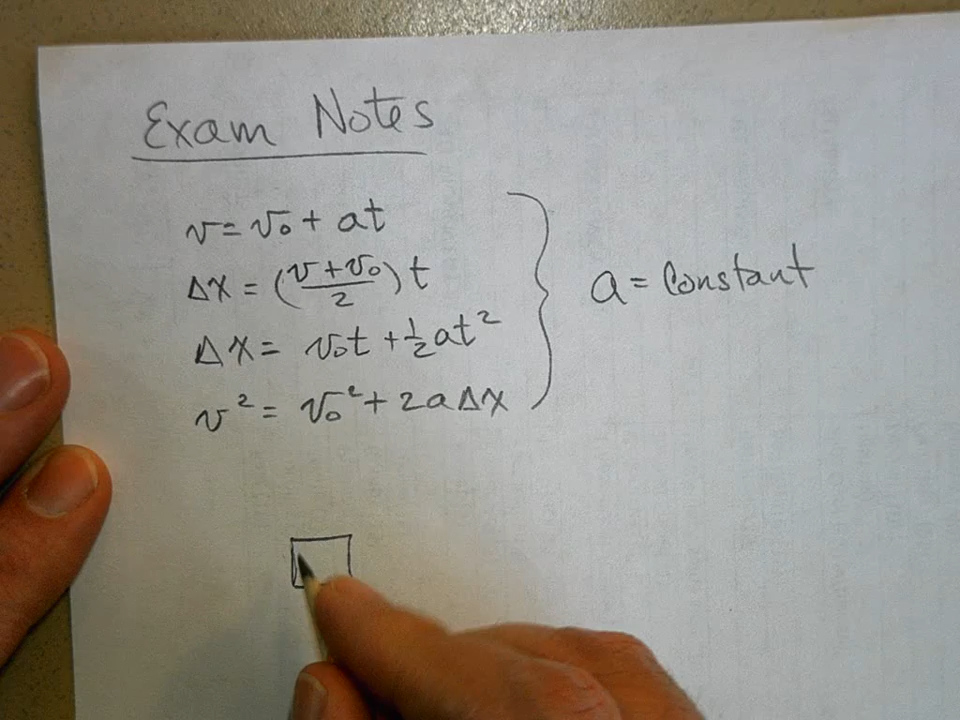 Exam Notes
v = v₀ + at
Δx = (v + v₀ / 2) t
Δx = v₀t + ½at²
v² = v₀² + 2aΔx
a = constant